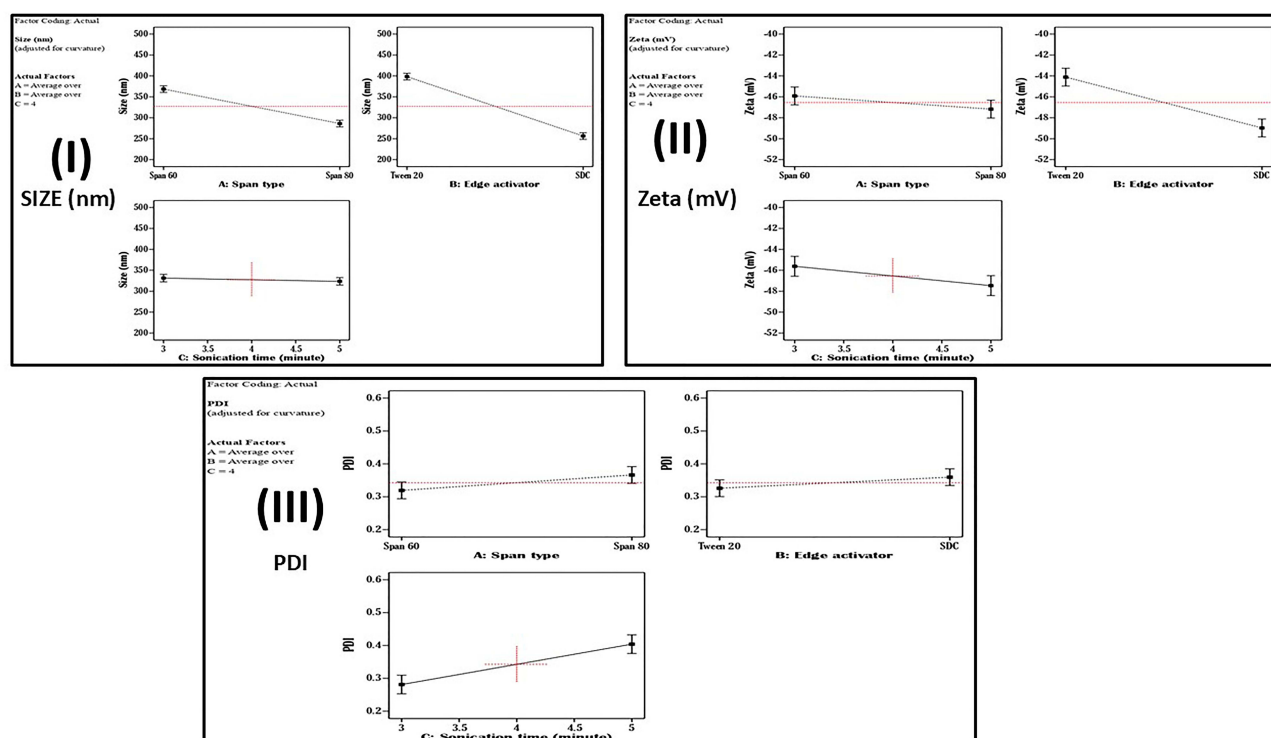 Factor Coding: Actual
Size (nm)
(adjusted for curvature)
Actual Factors
A = Average over
B = Average over
C = 4
(I)
SIZE (nm)
500
450
400
350
300
250
200
Size (nm)
Span 60
Span 80
A: Span type
500
450
400
350
300
250
200
Size (nm)
Tween 20
SDC
B: Edge activator
500
450
400
350
300
250
200
Size (nm)
3
3.5
4
4.5
5
C: Sonication time (minute)
Factor Coding: Actual
Zeta (mV)
(adjusted for curvature)
Actual Factors
A = Average over
B = Average over
C = 4
(II)
Zeta (mV)
-40
-42
-44
-46
-48
-50
-52
Zeta (mV)
Span 60
Span 80
A: Span type
-40
-42
-44
-46
-48
-50
-52
Zeta (mV)
Tween 20
SDC
B: Edge activator
-40
-42
-44
-46
-48
-50
-52
Zeta (mV)
3
3.5
4
4.5
5
C: Sonication time (minute)
Factor Coding: Actual
PDI
(adjusted for curvature)
Actual Factors
A = Average over
B = Average over
C = 4
(III)
PDI
0.6
0.5
0.4
0.3
0.2
PDI
Span 60
Span 80
A: Span type
0.6
0.5
0.4
0.3
0.2
PDI
Tween 20
SDC
B: Edge activator
0.6
0.5
0.4
0.3
0.2
PDI
3
3.5
4
4.5
5
C: Sonication time (minute)